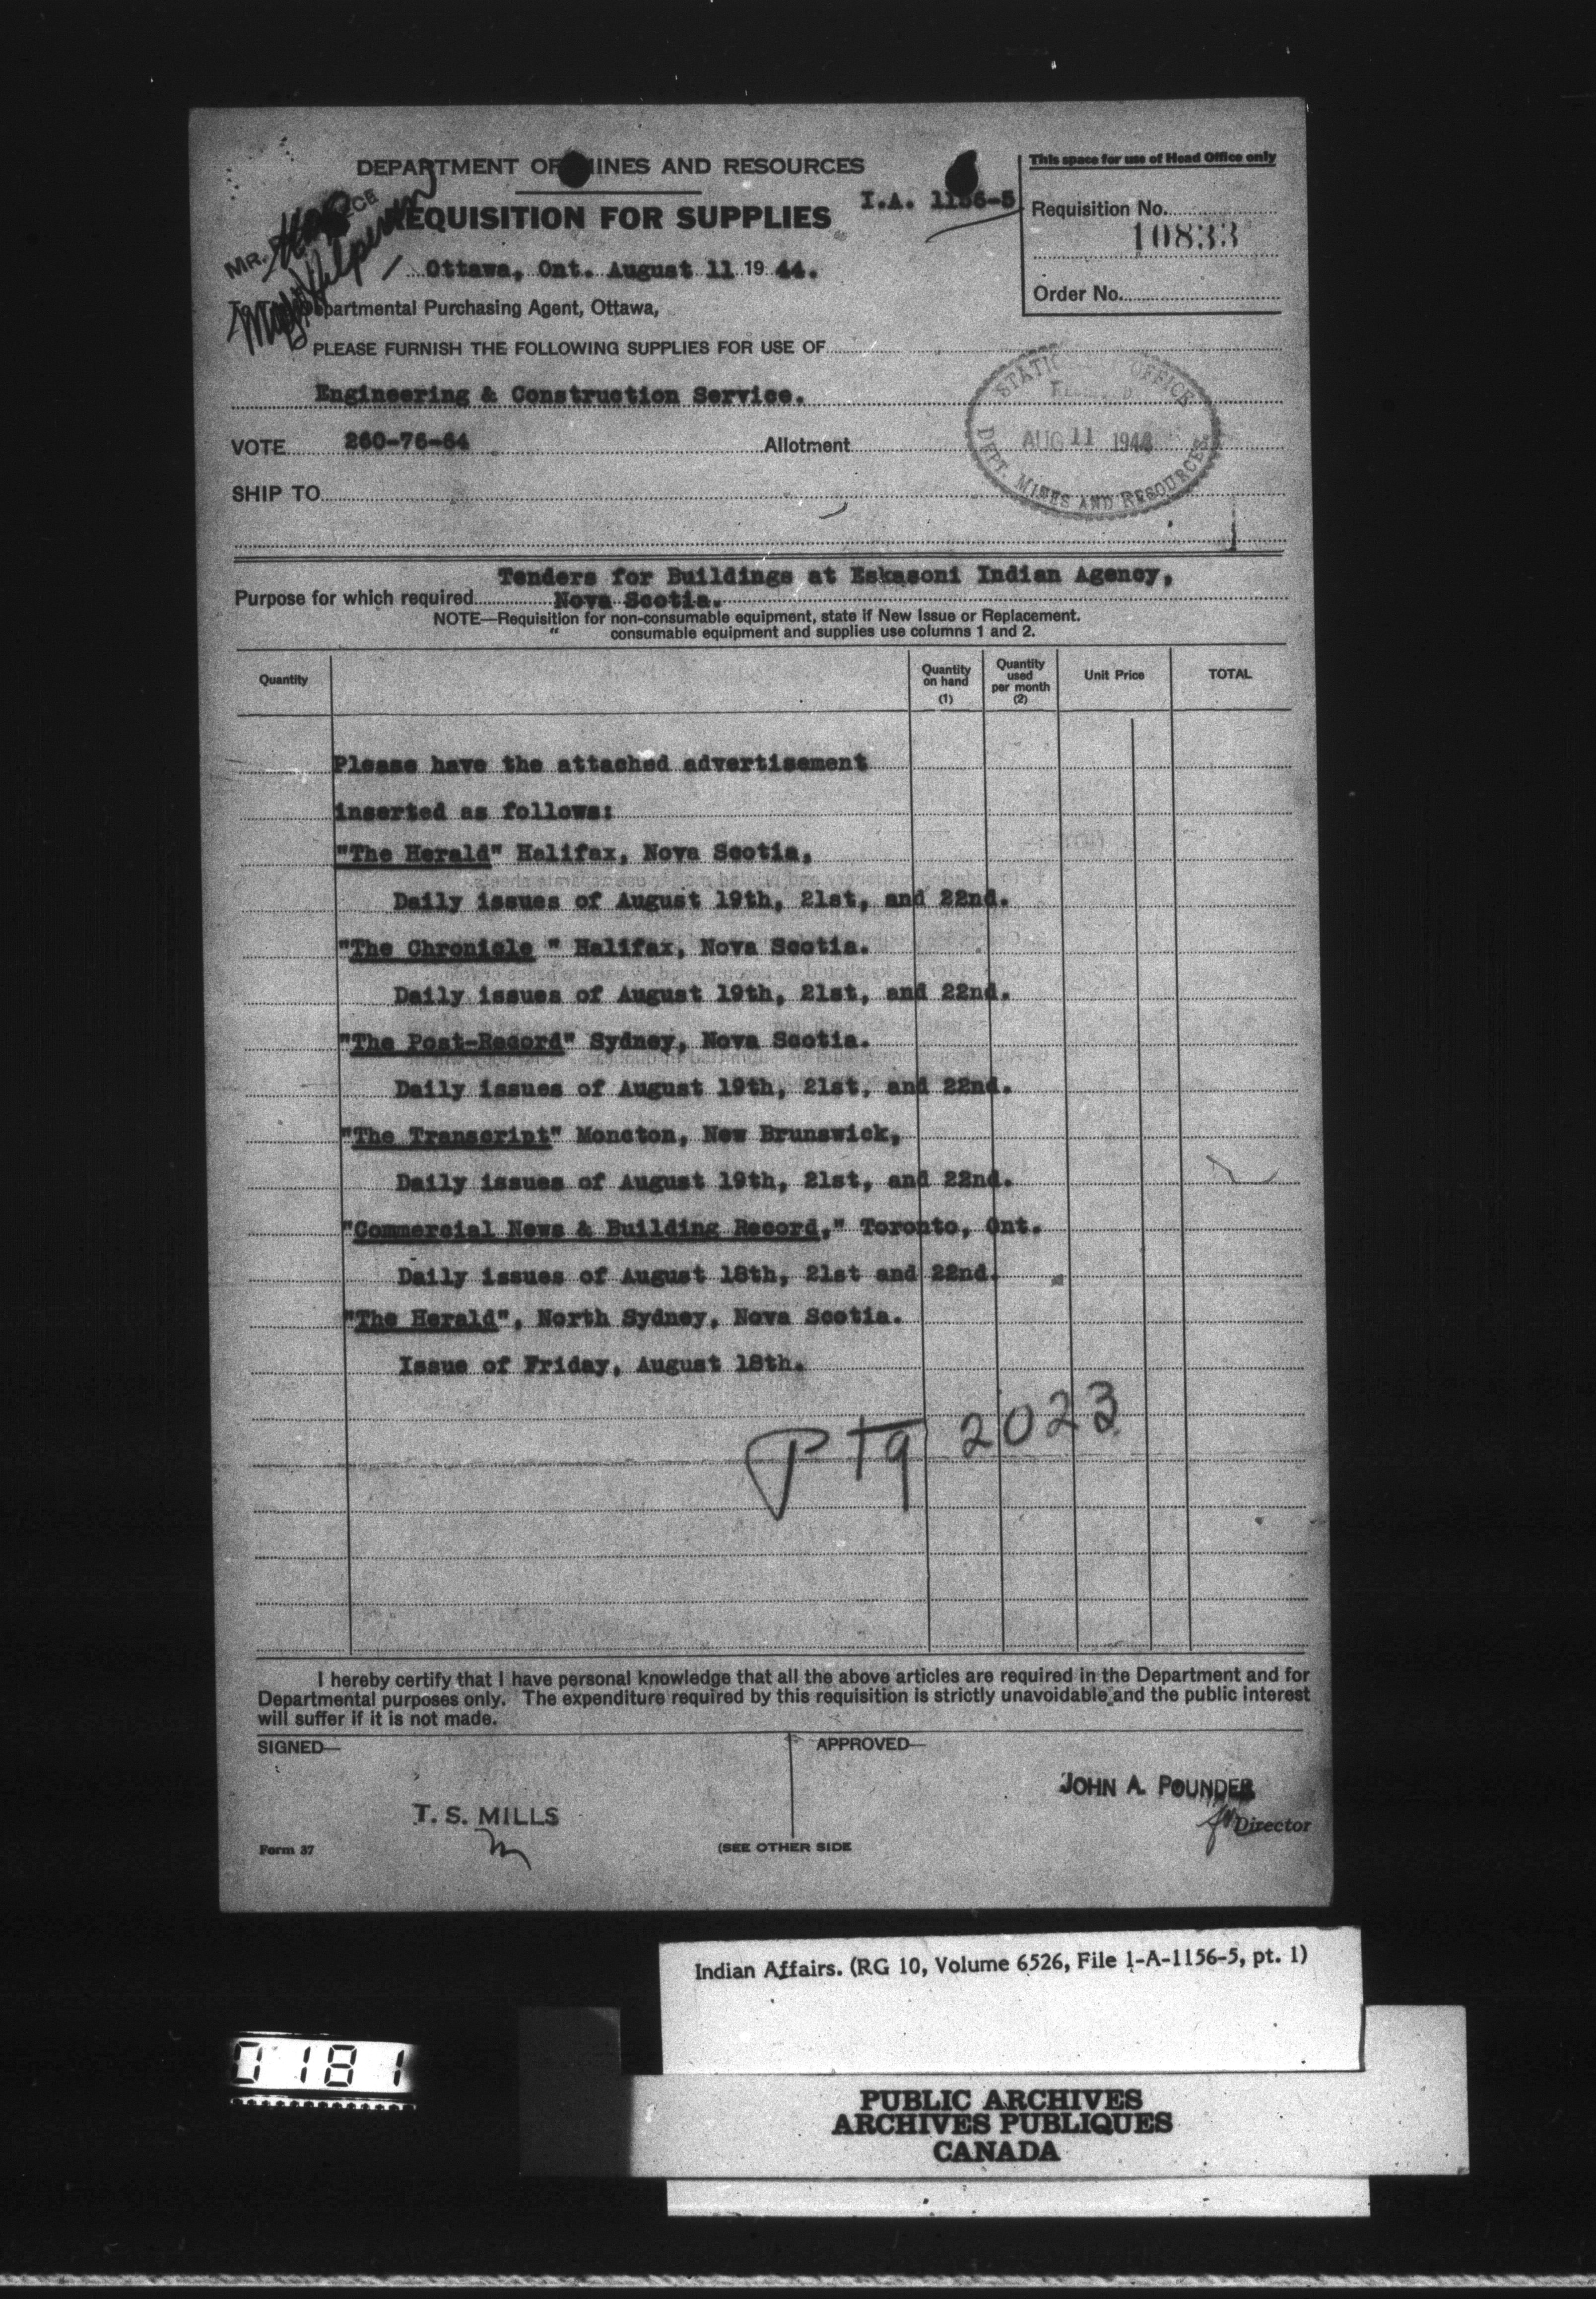 DEPARTMENT OF MINES AND RESOURCES
REQUISITION FOR SUPPLIES
I.A. 1156-5
This space for use of Head Office only
Requisition No.
10833
Order No.
MR.
Ottawa, Ont. August 11 1944.
Departmental Purchasing Agent, Ottawa,
PLEASE FURNISH THE FOLLOWING SUPPLIES FOR USE OF
Engineering & Construction Service.
OFFICE
AUG 11 1944
DEPT. MINES AND RESOURCES
VOTE 260-76-64 Allotment
SHIP TO
Tenders for Buildings at Eskasoni Indian Agency,
Purpose for which required Nova Scotia.
NOTE—Requisition for non-consumable equipment, state if New Issue or Replacement.
" consumable equipment and supplies use columns 1 and 2.
Quantity
Quantity on hand (1)
Quantity used per month (2)
Unit Price
TOTAL
Please have the attached advertisement
inserted as follows:
"The Herald" Halifax, Nova Scotia,
Daily issues of August 19th, 21st, and 22nd.
"The Chronicle " Halifax, Nova Scotia.
Daily issues of August 19th, 21st, and 22nd.
"The Post-Record" Sydney, Nova Scotia.
Daily issues of August 19th, 21st, and 22nd.
"The Transcript" Moncton, New Brunswick,
Daily issues of August 19th, 21st, and 22nd.
"Commercial News & Building Record," Toronto, Ont.
Daily issues of August 18th, 21st and 22nd.
"The Herald", North Sydney, Nova Scotia.
Issue of Friday, August 18th.
Ptg 2023
I hereby certify that I have personal knowledge that all the above articles are required in the Department and for
Departmental purposes only. The expenditure required by this requisition is strictly unavoidable and the public interest
will suffer if it is not made.
SIGNED—
APPROVED—
T. S. MILLS
JOHN A. POUNDER
for Director
Form 37
(SEE OTHER SIDE
Indian Affairs. (RG 10, Volume 6526, File 1-A-1156-5, pt. 1)
0181
PUBLIC ARCHIVES
ARCHIVES PUBLIQUES
CANADA